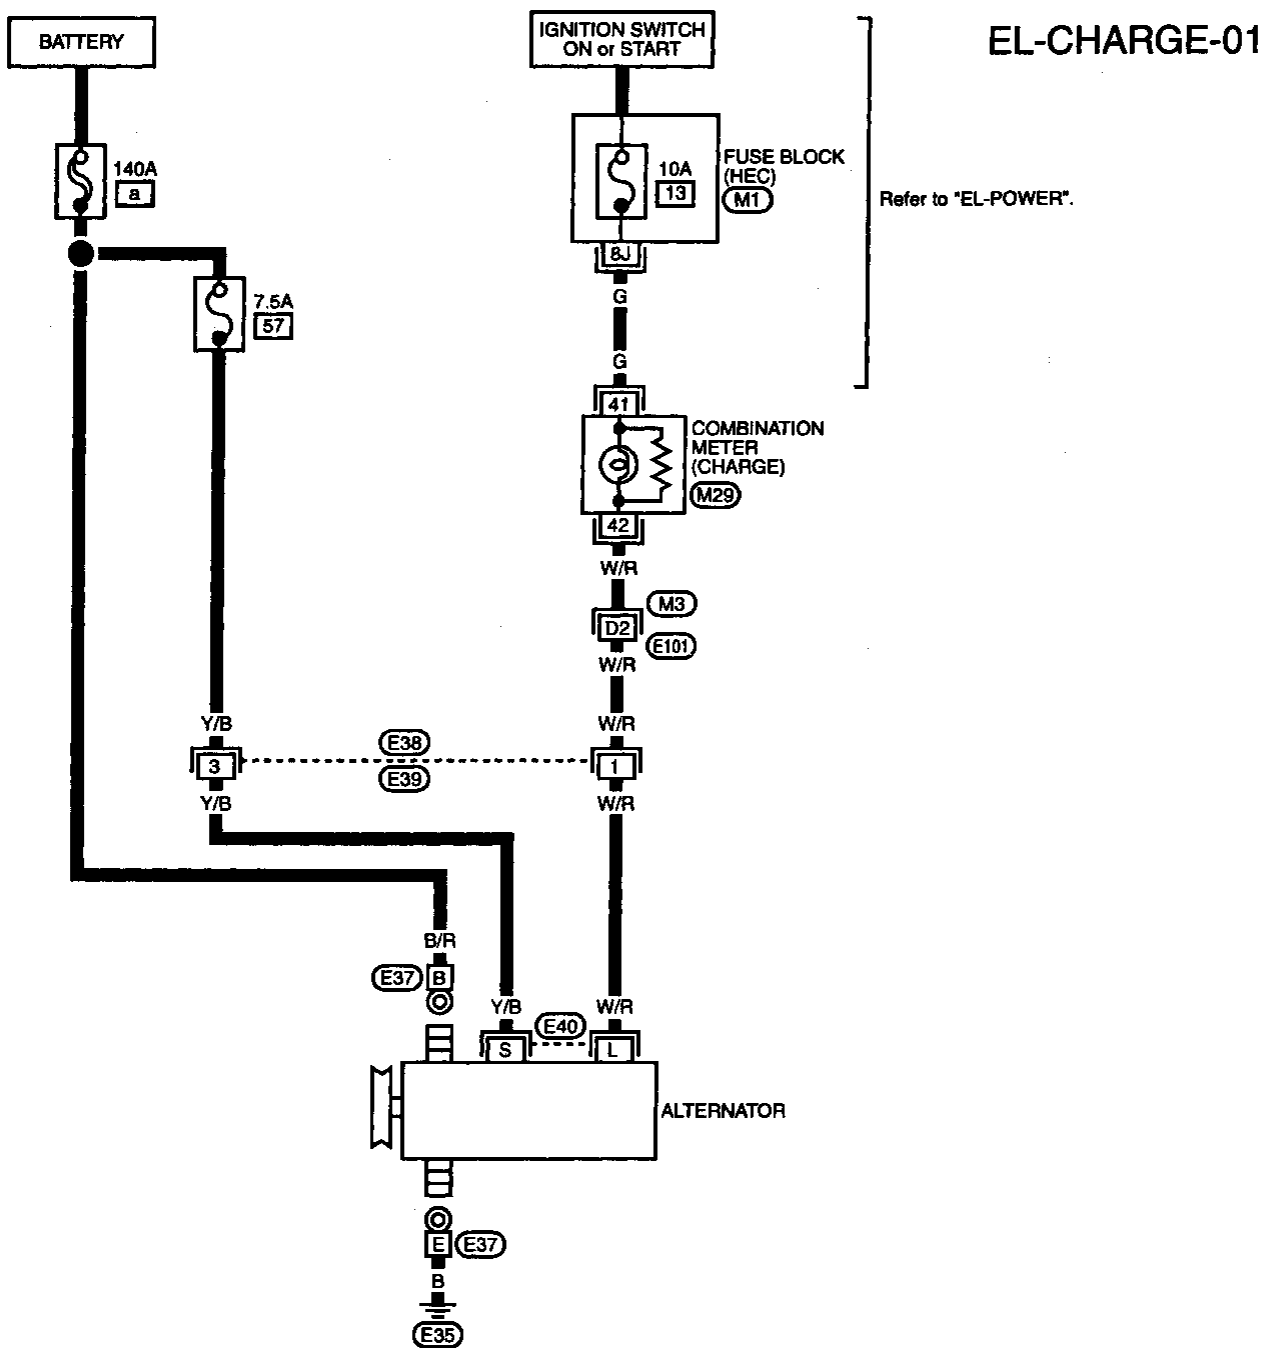 EL-CHARGE-01
BATTERY
IGNITION SWITCH
ON or START
140A
a
10A
13
FUSE BLOCK
(HEC)
M1
Refer to "EL-POWER".
8J
G
7.5A
57
G
41
COMBINATION
METER
(CHARGE)
M29
42
W/R
M3
D2
E101
W/R
Y/B
W/R
E38
3
1
E39
Y/B
W/R
B/R
E37
B
Y/B
W/R
E40
S
L
ALTERNATOR
E
E37
B
E35